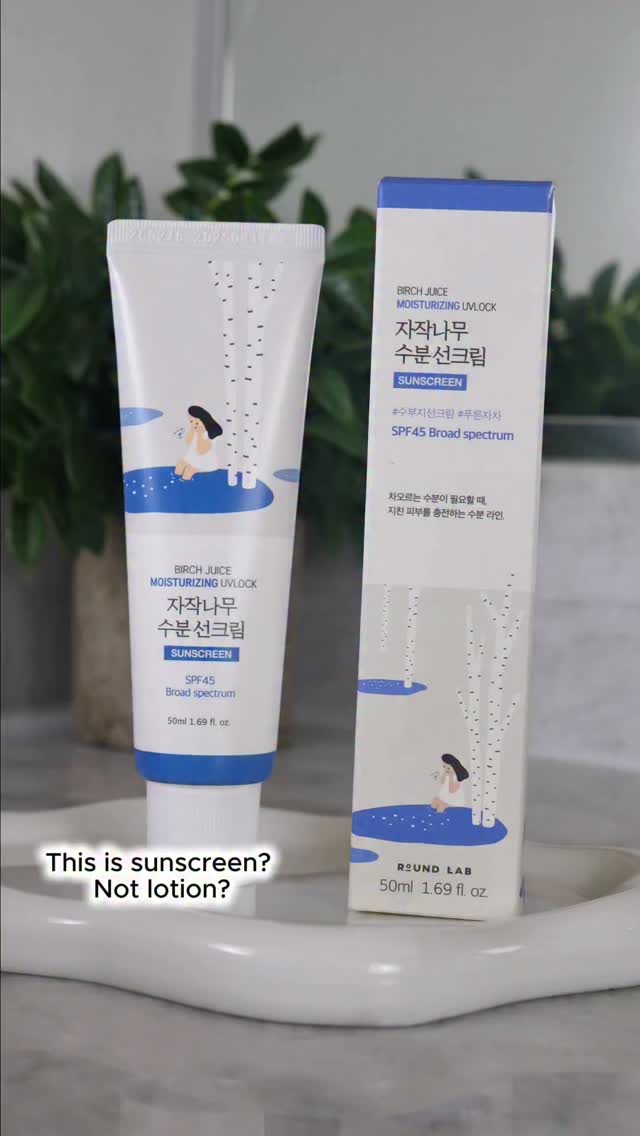 BIRCH JUICE
MOISTURIZING UVLOCK
자작나무
수분선크림
SUNSCREEN
SPF45
Broad spectrum
50ml 1.69 fl. oz.
BIRCH JUICE
MOISTURIZING UVLOCK
자작나무
수분선크림
SUNSCREEN
#수부지선크림 #푸른자차
SPF45 Broad spectrum
차오르는 수분이 필요할 때,
지친 피부를 충전하는 수분 라인.
ROUND LAB
50ml 1.69 fl. oz.
This is sunscreen?
Not lotion?